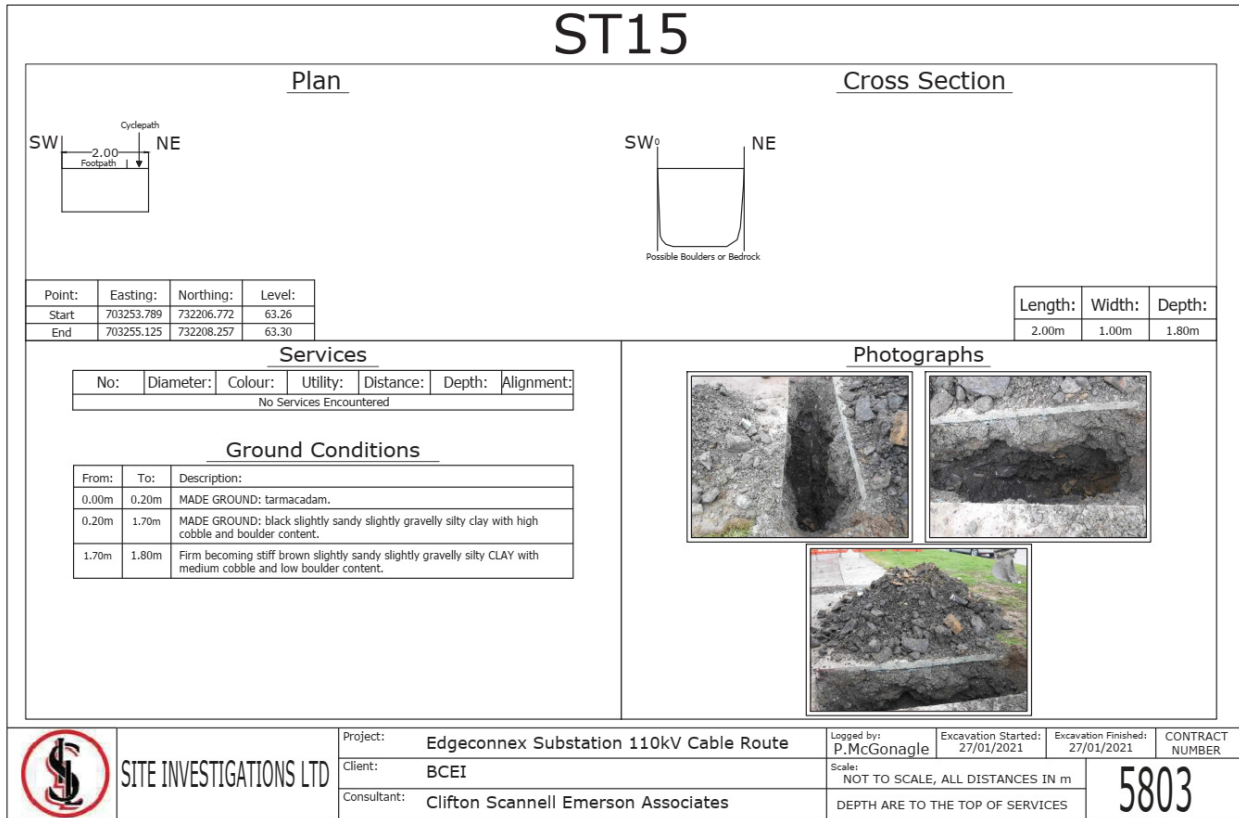 ST15
Plan
Cyclepath
SW
NE
2.00
Footpath
Cross Section
SW
0
NE
Possible Boulders or Bedrock
Point: Easting: Northing: Level:
Start 703253.789 732206.772 63.26
End 703255.125 732208.257 63.30
Length: Width: Depth:
2.00m 1.00m 1.80m
Services
No: Diameter: Colour: Utility: Distance: Depth: Alignment:
No Services Encountered
Ground Conditions
From: To: Description:
0.00m 0.20m MADE GROUND: tarmacadam.
0.20m 1.70m MADE GROUND: black slightly sandy slightly gravelly silty clay with high
cobble and boulder content.
1.70m 1.80m Firm becoming stiff brown slightly sandy slightly gravelly silty CLAY with
medium cobble and low boulder content.
Photographs
SITE INVESTIGATIONS LTD
Project: Edgeconnex Substation 110kV Cable Route
Client: BCEI
Consultant: Clifton Scannell Emerson Associates
Logged by:
P.McGonagle
Excavation Started:
27/01/2021
Excavation Finished:
27/01/2021
CONTRACT
NUMBER
Scale:
NOT TO SCALE, ALL DISTANCES IN m
DEPTH ARE TO THE TOP OF SERVICES
5803